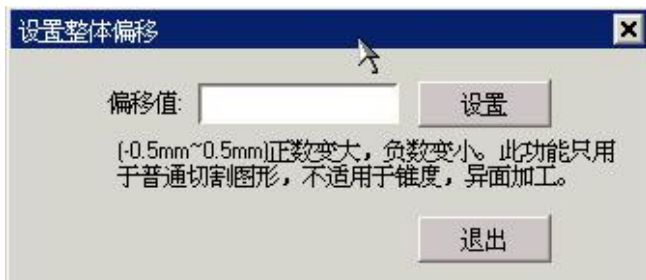 设置整体偏移
偏移值:
设置
(-0.5mm~0.5mm)正数变大，负数变小。此功能只用
于普通切割图形，不适用于锥度，异面加工。
退出